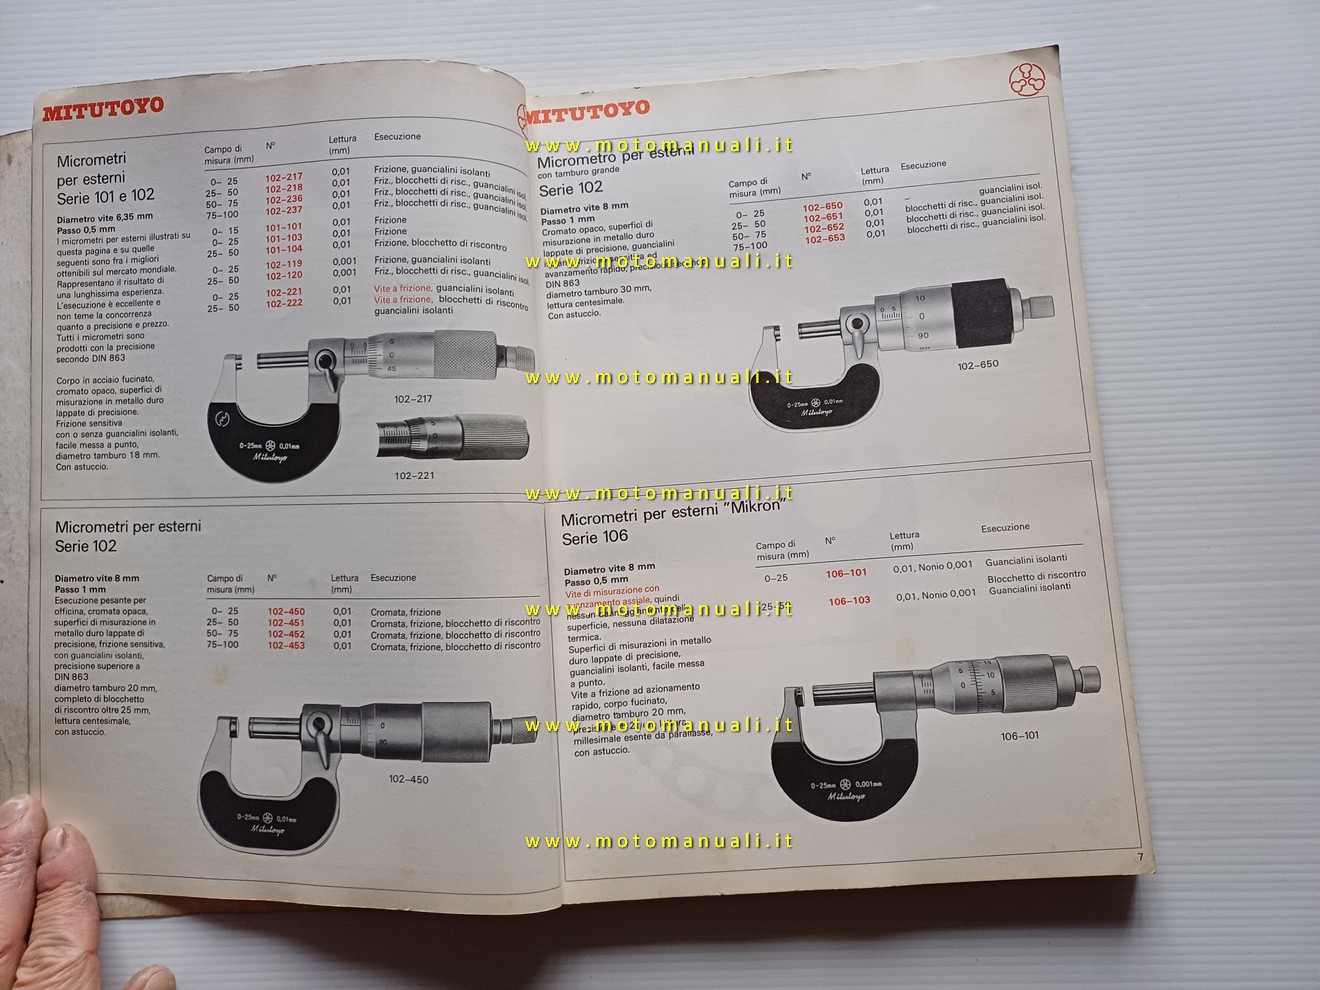 MITUTOYO
Micrometri
per esterni
Serie 101 e 102
Diametro vite 6,35 mm
Passo 0,5 mm
I micrometri per esterni illustrati su
questa pagina e su quelle
seguenti sono fra i migliori
ottenibili sul mercato mondiale.
Rappresentano il risultato di
una lunghissima esperienza.
L'esecuzione è eccellente e
non teme la concorrenza
quanto a precisione e prezzo.
Tutti i micrometri sono
prodotti con la precisione
secondo DIN 863
Corpo in acciaio fucinato,
cromato opaco, superfici di
misurazione in metallo duro
lappate di precisione.
Frizione sensitiva
con o senza guancialini isolanti,
facile messa a punto,
diametro tamburo 18 mm.
Con astuccio.
Campo di misura (mm) N° Lettura (mm) Esecuzione
0– 25 102-217 0,01 Frizione, guancialini isolanti
25– 50 102-218 0,01 Friz., blocchetti di risc., guancialini isol.
50– 75 102-236 0,01 Friz., blocchetti di risc., guancialini isol.
75–100 102-237 0,01 Friz., blocchetti di risc., guancialini isol.
0– 15 101-101 0,01 Frizione
0– 25 101-103 0,01 Frizione
25– 50 101-104 0,01 Frizione, blocchetto di riscontro
0– 25 102-119 0,001 Frizione, guancialini isolanti
25– 50 102-120 0,001 Friz., blocchetti di risc., guancialini isol.
0– 25 102-221 0,01 Vite a frizione, guancialini isolanti
25– 50 102-222 0,01 Vite a frizione, blocchetti di riscontro
guancialini isolanti
5
0
45
0-25mm 0,01mm
Mitutoyo
102-217
102-221
Micrometri per esterni
Serie 102
Diametro vite 8 mm
Passo 1 mm
Esecuzione pesante per
officina, cromata opaca,
superfici di misurazione in
metallo duro lappate di
precisione, frizione sensitiva,
con guancialini isolanti,
precisione superiore a
DIN 863
diametro tamburo 20 mm,
completo di blocchetto
di riscontro oltre 25 mm,
lettura centesimale,
con astuccio.
Campo di misura (mm) N° Lettura (mm) Esecuzione
0– 25 102-450 0,01 Cromata, frizione
25– 50 102-451 0,01 Cromata, frizione, blocchetto di riscontro
50– 75 102-452 0,01 Cromata, frizione, blocchetto di riscontro
75–100 102-453 0,01 Cromata, frizione, blocchetto di riscontro
0-25mm 0,01mm
Mitutoyo
102-450
MITUTOYO
Micrometro per esterni
con tamburo grande
Serie 102
Diametro vite 8 mm
Passo 1 mm
Cromato opaco, superfici di
misurazione in metallo duro
lappate di precisione, guancialini
avanzamento rapido,
DIN 863
diametro tamburo 30 mm,
lettura centesimale.
Con astuccio.
Campo di misura (mm) N° Lettura (mm) Esecuzione
0– 25 102-650 0,01 – guancialini isol.
25– 50 102-651 0,01 blocchetti di risc., guancialini isol.
50– 75 102-652 0,01 blocchetti di risc., guancialini isol.
75–100 102-653 0,01 blocchetti di risc., guancialini isol.
10
0
90
0-25mm 0,01mm
Mitutoyo
102-650
Micrometri per esterni "Mikron"
Serie 106
Diametro vite 8 mm
Passo 0,5 mm
Vite di misurazione con
avanzamento assiale, quindi
nessun
superficie, nessuna dilatazione
termica.
Superfici di misurazioni in metallo
duro lappate di precisione,
guancialini isolanti, facile messa
a punto.
Vite a frizione ad azionamento
rapido, corpo fucinato,
diametro tamburo 20 mm,
millesimale esente da parallasse,
con astuccio.
Campo di misura (mm) N° Lettura (mm) Esecuzione
0–25 106-101 0,01, Nonio 0,001 Guancialini isolanti
25–50 106-103 0,01, Nonio 0,001 Blocchetto di riscontro
Guancialini isolanti
0-25mm 0,001mm
Mitutoyo
106-101
7
www.motomanuali.it
www.motomanuali.it
www.motomanuali.it
www.motomanuali.it
www.motomanuali.it
www.motomanuali.it
www.motomanuali.it